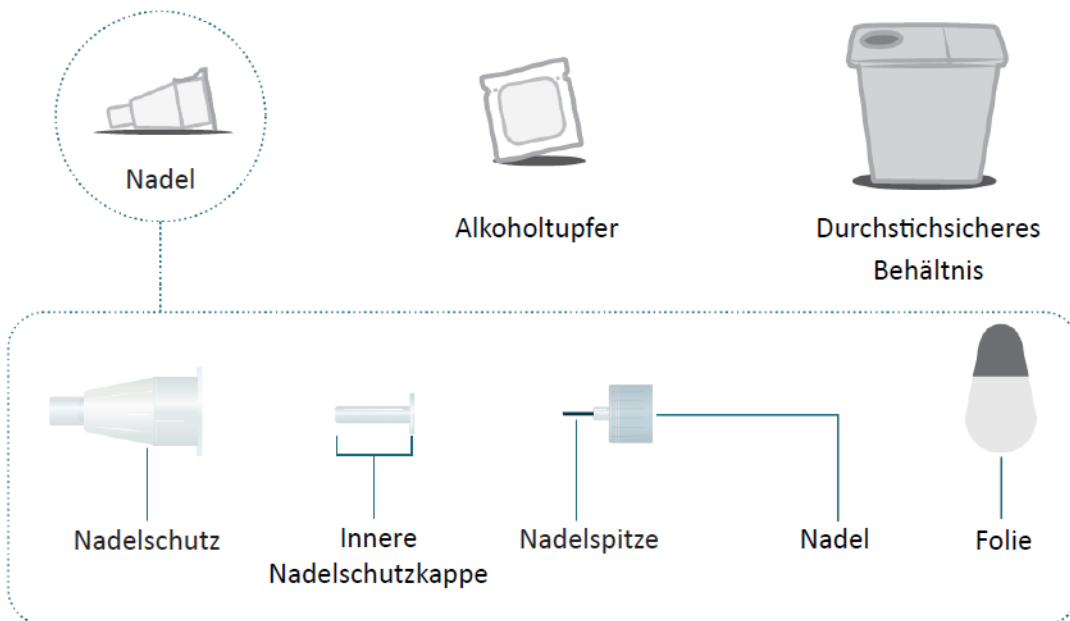 Nadel
Alkoholtupfer
Durchstichsicheres
Behältnis
Nadelschutz
Innere
Nadelschutzkappe
Nadelspitze
Nadel
Folie